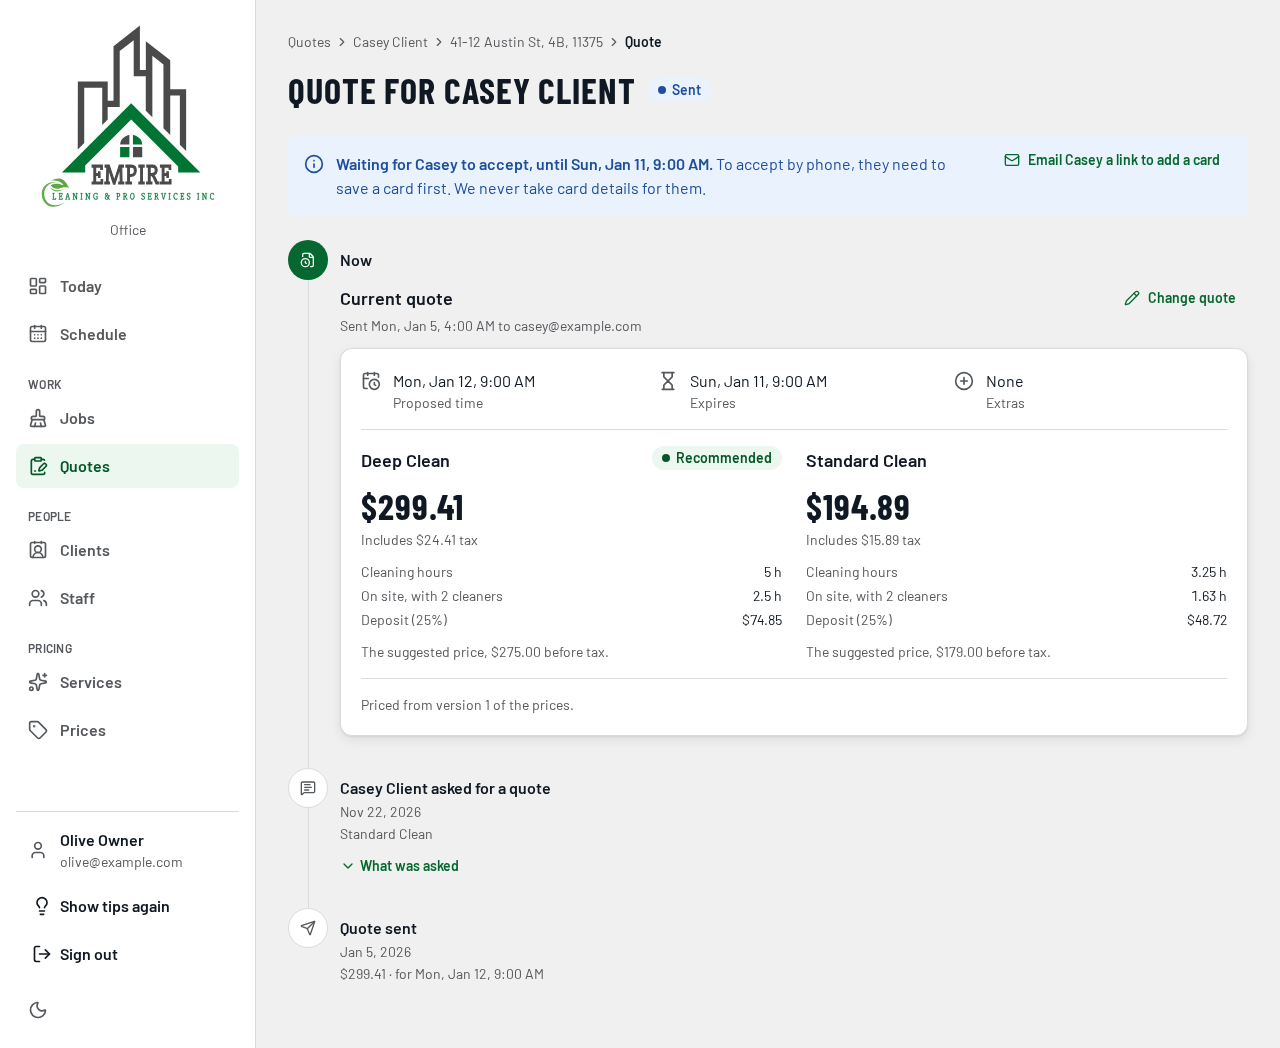 EMPIRE
LEANING & PRO SERVICES INC
Office
Today
Schedule
WORK
Jobs
Quotes
PEOPLE
Clients
Staff
PRICING
Services
Prices
Olive Owner
olive@example.com
Show tips again
Sign out
Quotes > Casey Client > 41-12 Austin St, 4B, 11375 > Quote
QUOTE FOR CASEY CLIENT
Sent
Waiting for Casey to accept, until Sun, Jan 11, 9:00 AM. To accept by phone, they need to
save a card first. We never take card details for them.
Email Casey a link to add a card
Now
Current quote
Change quote
Sent Mon, Jan 5, 4:00 AM to casey@example.com
Mon, Jan 12, 9:00 AM
Proposed time
Sun, Jan 11, 9:00 AM
Expires
None
Extras
Deep Clean
Recommended
$299.41
Includes $24.41 tax
Cleaning hours 5 h
On site, with 2 cleaners 2.5 h
Deposit (25%) $74.85
The suggested price, $275.00 before tax.
Standard Clean
$194.89
Includes $15.89 tax
Cleaning hours 3.25 h
On site, with 2 cleaners 1.63 h
Deposit (25%) $48.72
The suggested price, $179.00 before tax.
Priced from version 1 of the prices.
Casey Client asked for a quote
Nov 22, 2026
Standard Clean
What was asked
Quote sent
Jan 5, 2026
$299.41 · for Mon, Jan 12, 9:00 AM